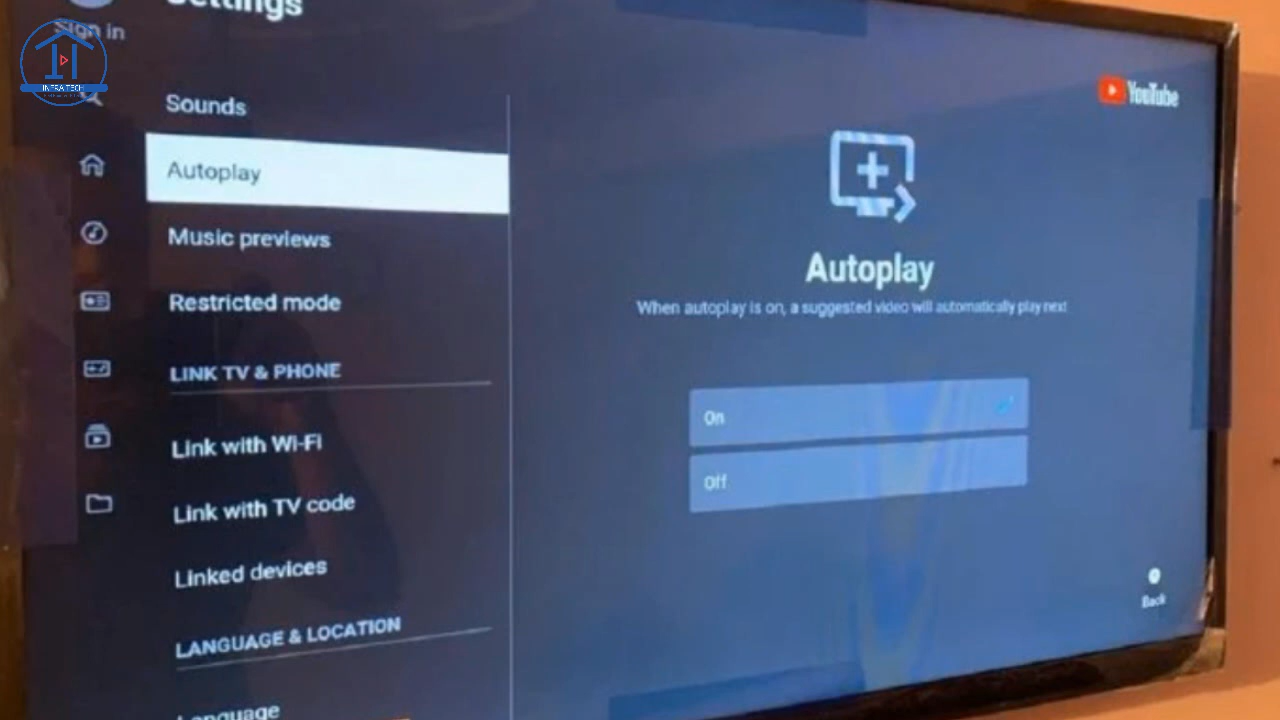 Settings
Sign in
INFRA TECH
Sounds
YouTube
Autoplay
Music previews
Restricted mode
LINK TV & PHONE
Link with Wi-Fi
Link with TV code
Linked devices
LANGUAGE & LOCATION
Language
Autoplay
When autoplay is on, a suggested video will automatically play next
On
Off
Back